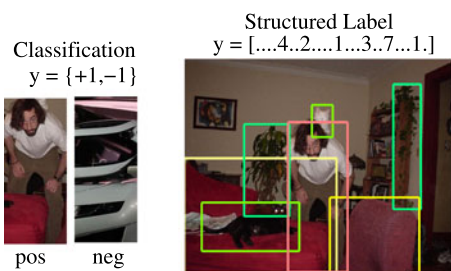 Classification
y = {+1,−1}
pos
neg
Structured Label
y = [....4..2....1...3..7...1.]